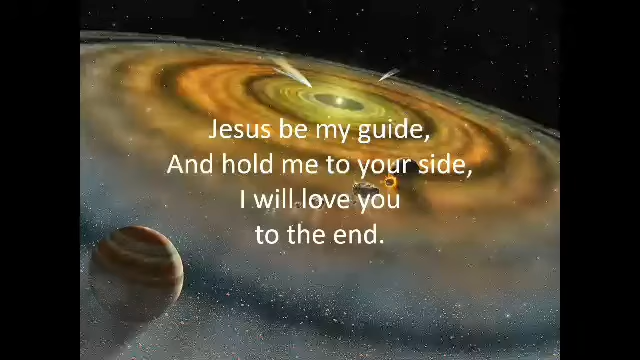 Jesus be my guide,
And hold me to your side,
I will love you
to the end.